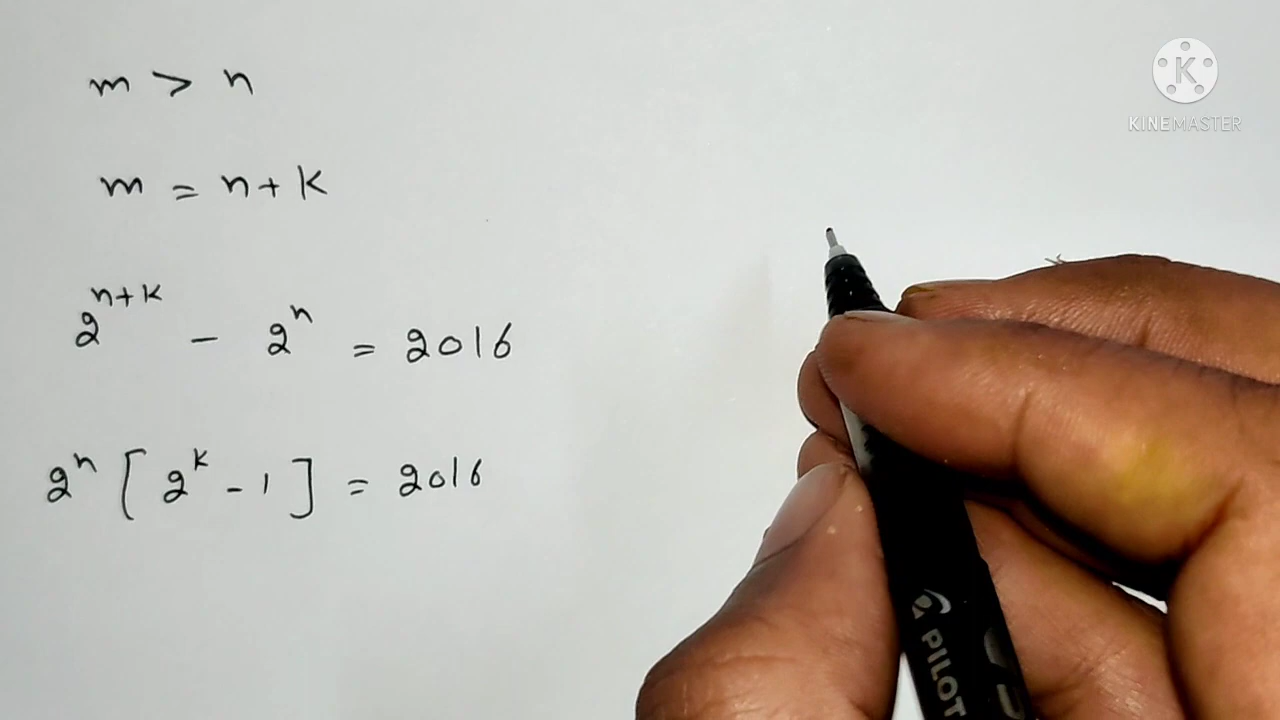 m > n
m = n + k
2^{n+k} - 2^n = 2016
2^n [ 2^k - 1 ] = 2016
K
KINEMASTER
PILOT